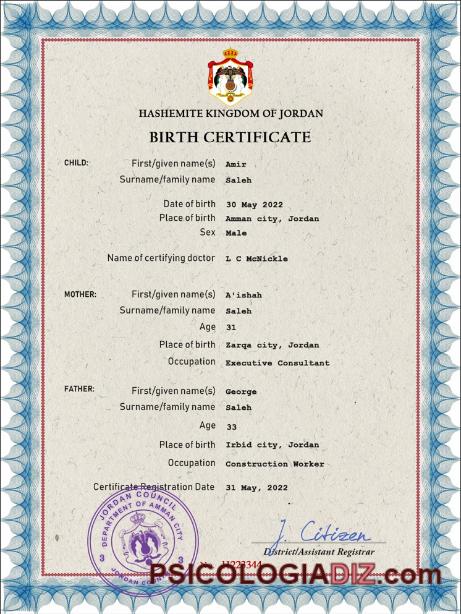 HASHEMITE KINGDOM OF JORDAN
BIRTH CERTIFICATE
CHILD: First/given name(s) Amir
Surname/family name Saleh
Date of birth 30 May 2022
Place of birth Amman city, Jordan
Sex Male
Name of certifying doctor L C McNickle
MOTHER: First/given name(s) A'ishah
Surname/family name Saleh
Age 31
Place of birth Zarqa city, Jordan
Occupation Executive Consultant
FATHER: First/given name(s) George
Surname/family name Saleh
Age 33
Place of birth Irbid city, Jordan
Occupation Construction Worker
Certificate Registration Date 31 May, 2022
JORDAN COUNCIL
DEPARTMENT OF AMMAN CITY
3 3
JORDAN
J. Citizen
District/Assistant Registrar
No. 11223344
PSICOLOGIADIZ.com